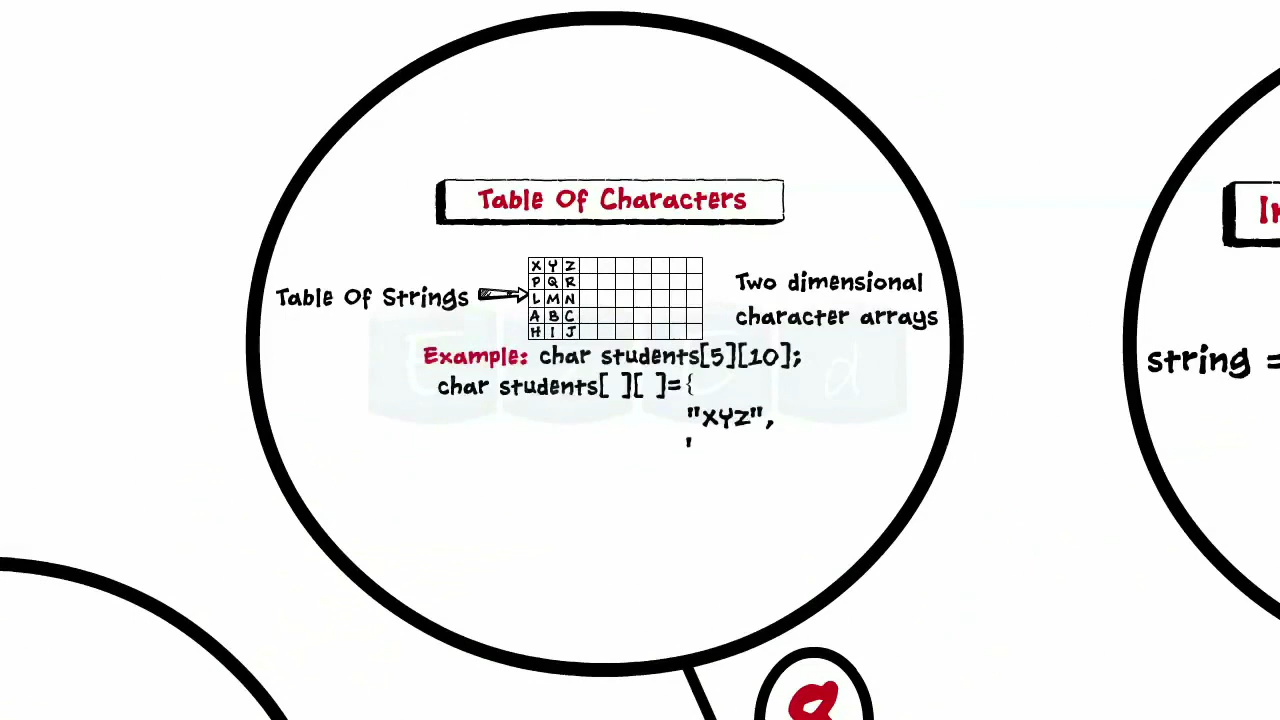 Table Of Characters
Table Of Strings
X Y Z
P Q R
L M N
A B C
H I J
Two dimensional
character arrays
Example: char students[5][10];
char students[ ][ ]={
"XYZ",
'
string =